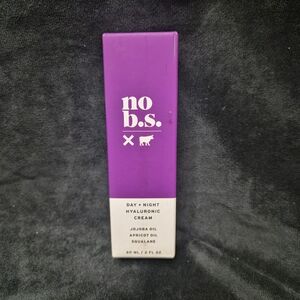 no
b.s.
DAY + NIGHT
HYALURONIC
CREAM
JOJOBA OIL
APRICOT OIL
SQUALANE
60 ML / 2 FL OZ